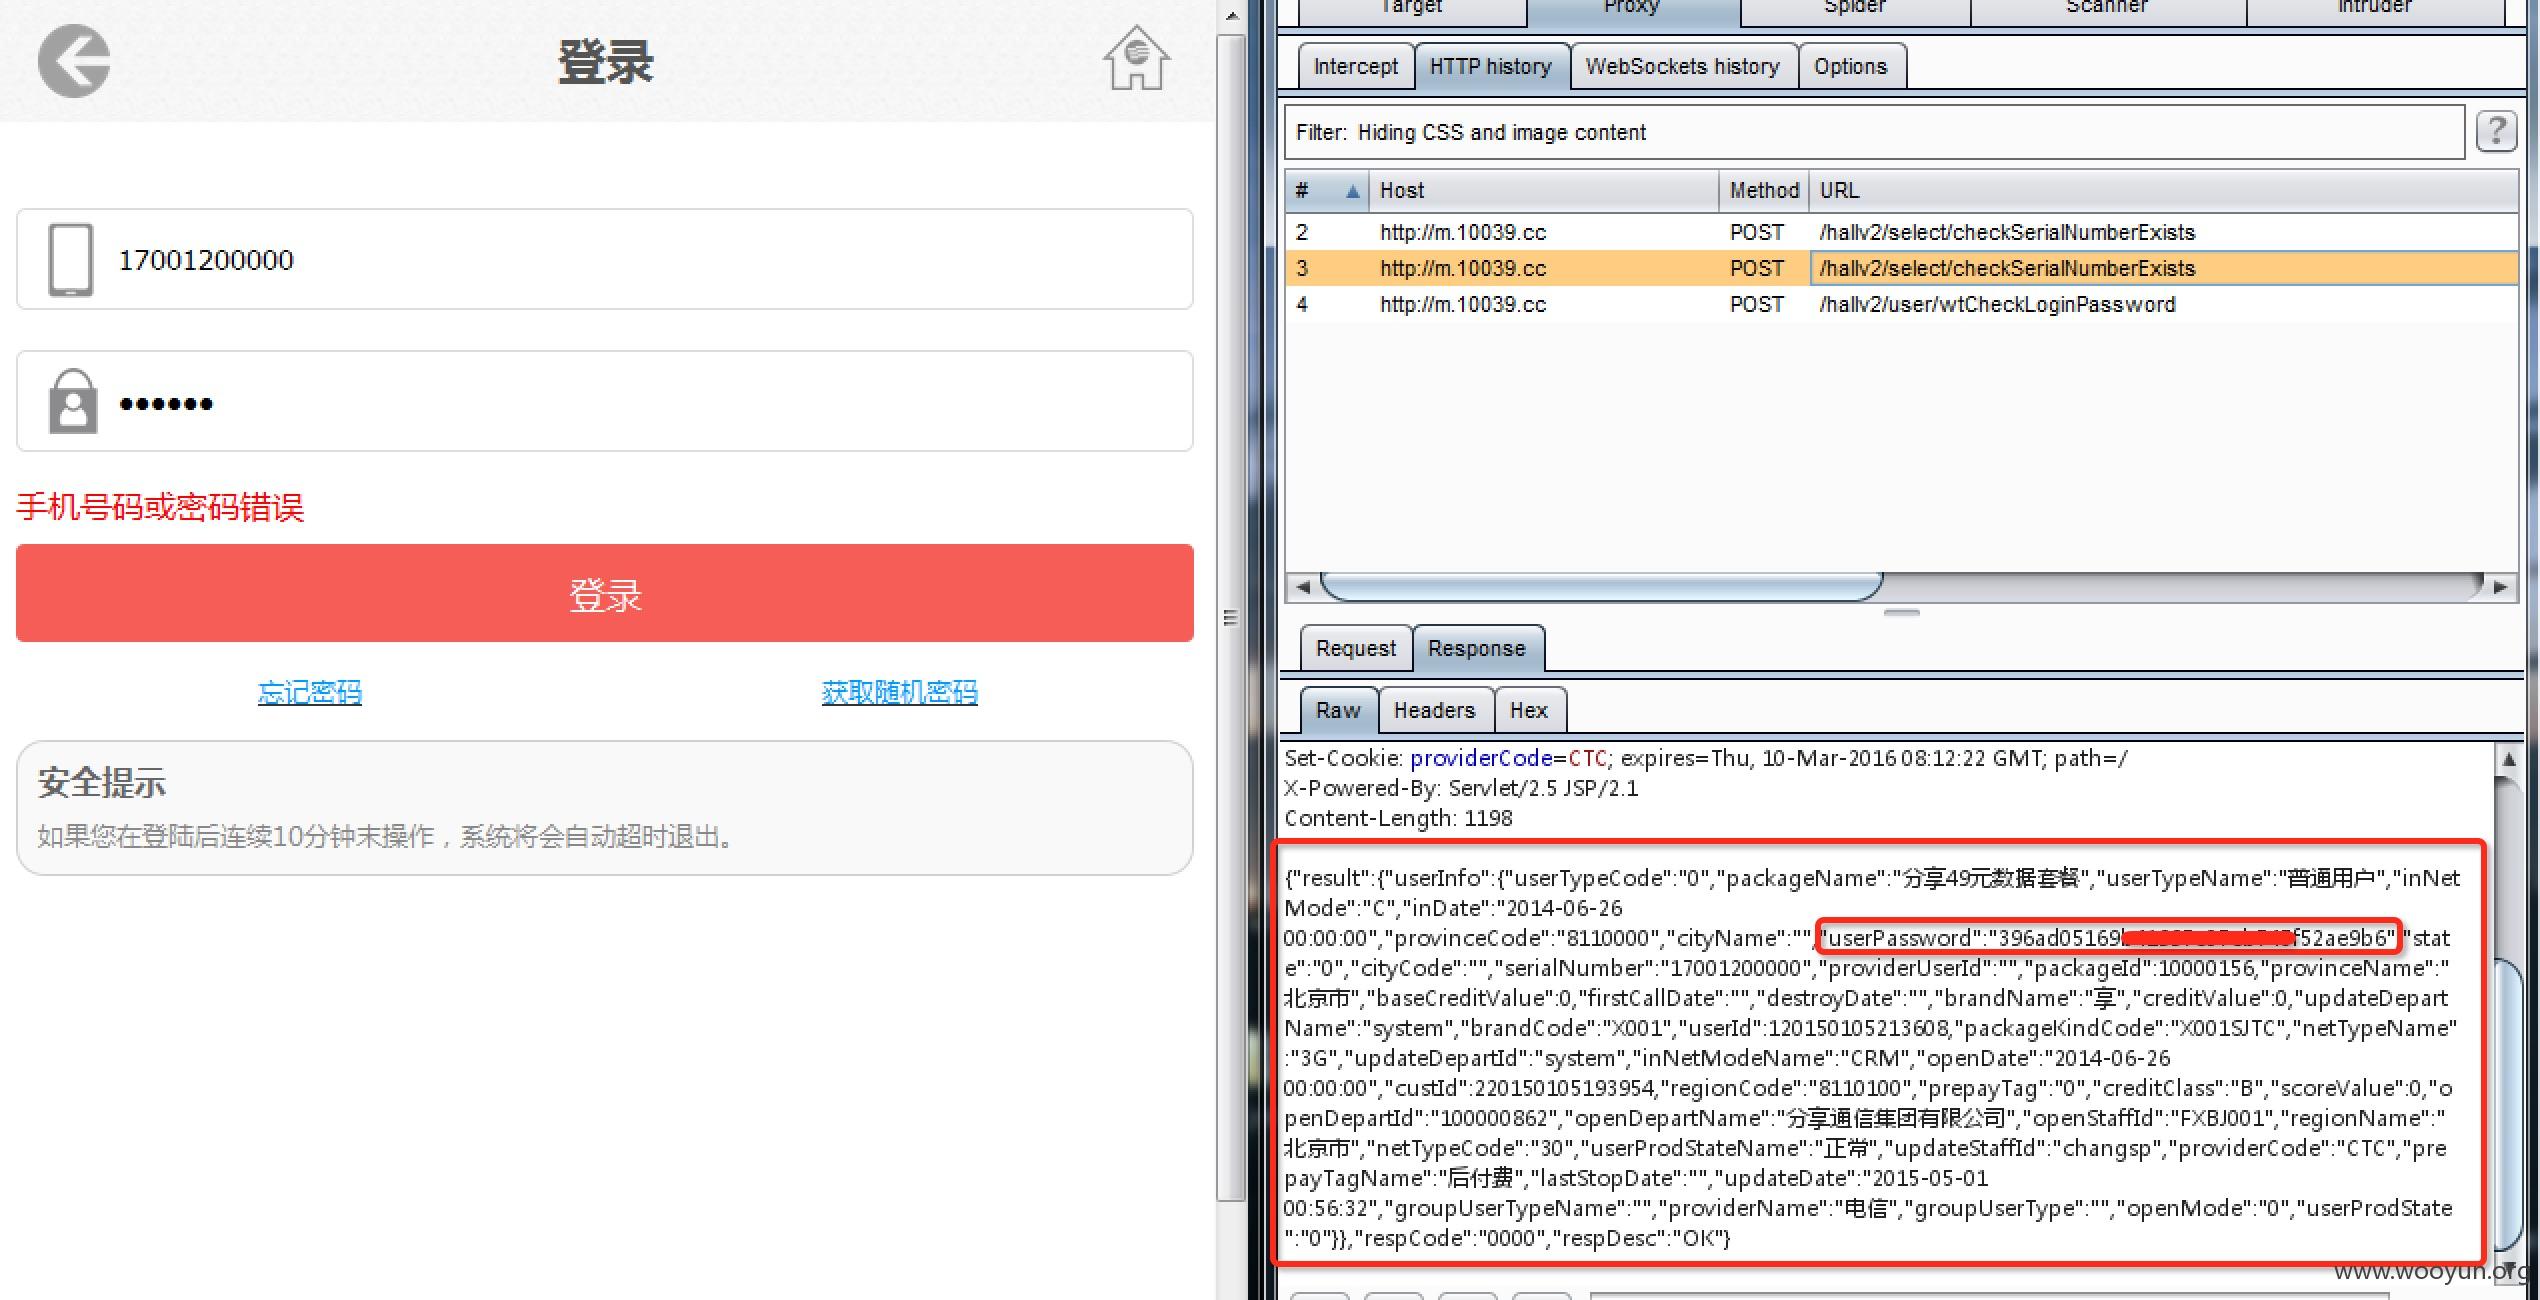 登录
17001200000
••••••
手机号码或密码错误
登录
忘记密码
获取随机密码
安全提示
如果您在登陆后连续10分钟末操作，系统将会自动超时退出。
Target Proxy Spider Scanner Intruder
Intercept HTTP history WebSockets history Options
Filter: Hiding CSS and image content
?
# Host Method URL
2 http://m.10039.cc POST /hallv2/select/checkSerialNumberExists
3 http://m.10039.cc POST /hallv2/select/checkSerialNumberExists
4 http://m.10039.cc POST /hallv2/user/wtCheckLoginPassword
Request Response
Raw Headers Hex
Set-Cookie: providerCode=CTC; expires=Thu, 10-Mar-2016 08:12:22 GMT; path=/
X-Powered-By: Servlet/2.5 JSP/2.1
Content-Length: 1198
{"result":{"userInfo":{"userTypeCode":"0","packageName":"分享49元数据套餐","userTypeName":"普通用户","inNet
Mode":"C","inDate":"2014-06-26
00:00:00","provinceCode":"8110000","cityName":"","userPassword":"396ad05169 f52ae9b6","stat
e":"0","cityCode":"","serialNumber":"17001200000","providerUserId":"","packageId":10000156,"provinceName":"
北京市","baseCreditValue":0,"firstCallDate":"","destroyDate":"","brandName":"享","creditValue":0,"updateDepart
Name":"system","brandCode":"X001","userId":120150105213608,"packageKindCode":"X001SJTC","netTypeName"
:"3G","updateDepartId":"system","inNetModeName":"CRM","openDate":"2014-06-26
00:00:00","custId":220150105193954,"regionCode":"8110100","prepayTag":"0","creditClass":"B","scoreValue":0,"o
penDepartId":"100000862","openDepartName":"分享通信集团有限公司","openStaffId":"FXBJ001","regionName":"
北京市","netTypeCode":"30","userProdStateName":"正常","updateStaffId":"changsp","providerCode":"CTC","pre
payTagName":"后付费","lastStopDate":"","updateDate":"2015-05-01
00:56:32","groupUserTypeName":"","providerName":"电信","groupUserType":"","openMode":"0","userProdState
":"0"}},"respCode":"0000","respDesc":"OK"}
www.wooyun.org